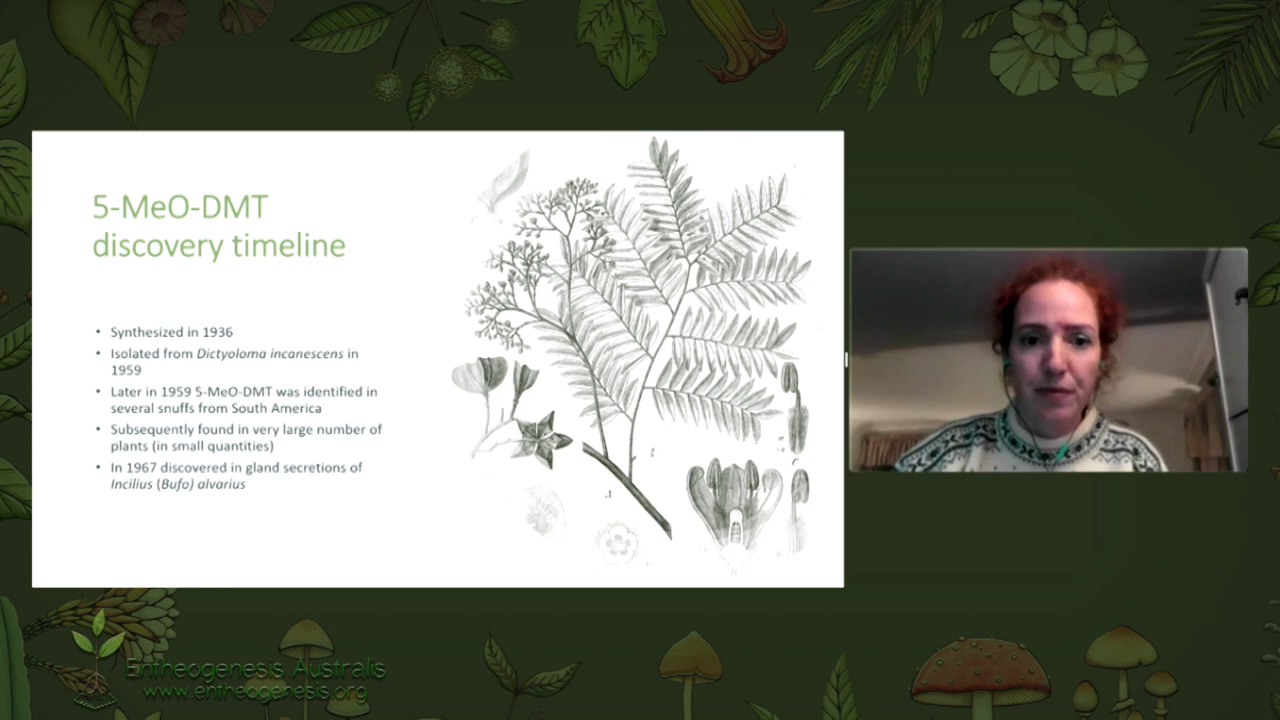 5-MeO-DMT
discovery timeline
• Synthesized in 1936
• Isolated from Dictyoloma incanescens in
1959
• Later in 1959 5-MeO-DMT was identified in
several snuffs from South America
• Subsequently found in very large number of
plants (in small quantities)
• In 1967 discovered in gland secretions of
Incilius (Bufo) alvarius
Entheogenesis Australis
www.entheogenesis.org